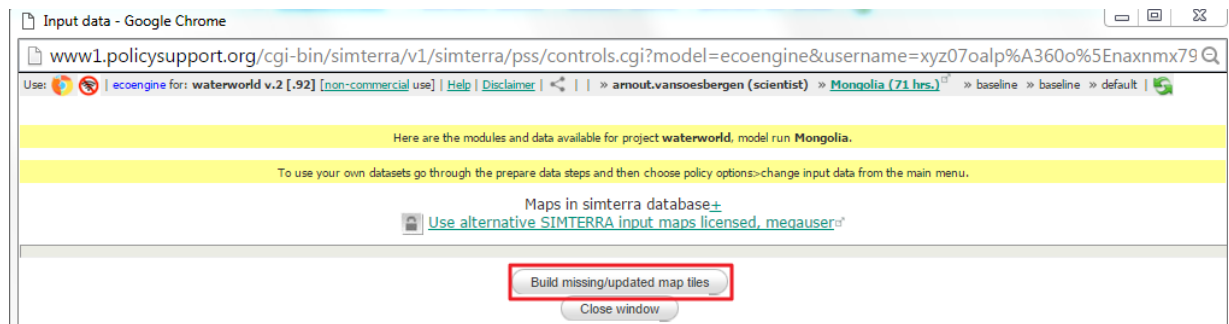 Input data - Google Chrome
www1.policysupport.org/cgi-bin/simterra/v1/simterra/pss/controls.cgi?model=ecoengine&username=xyz07oalp%A360o%5Enaxnmx79
Use: | ecoengine for: waterworld v.2 [.92] [non-commercial use] | Help | Disclaimer | | | » arnout.vansoesbergen (scientist) » Mongolia (71 hrs.) » baseline » baseline » default |
Here are the modules and data available for project waterworld, model run Mongolia.
To use your own datasets go through the prepare data steps and then choose policy options>change input data from the main menu.
Maps in simterra database+
Use alternative SIMTERRA input maps licensed, megauser
Build missing/updated map tiles
Close window